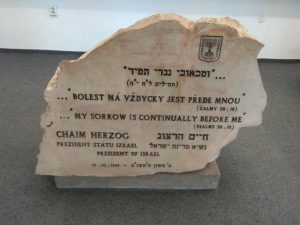 ..."ומכאובי נגדי תמיד"
(תהילים ל"ח י"ח)
"... BOLEST MÁ VŽDYCKY JEST PŘEDE MNOU"
(ŽALMY 38,18)
"... MY SORROW IS CONTINUALLY BEFORE ME"
(PSALMS 38,18)
CHAIM HERZOG חיים הרצוג
PREZIDENT STATU IZRAEL נשיא מדינת ישראל
PRESIDENT OF ISRAEL